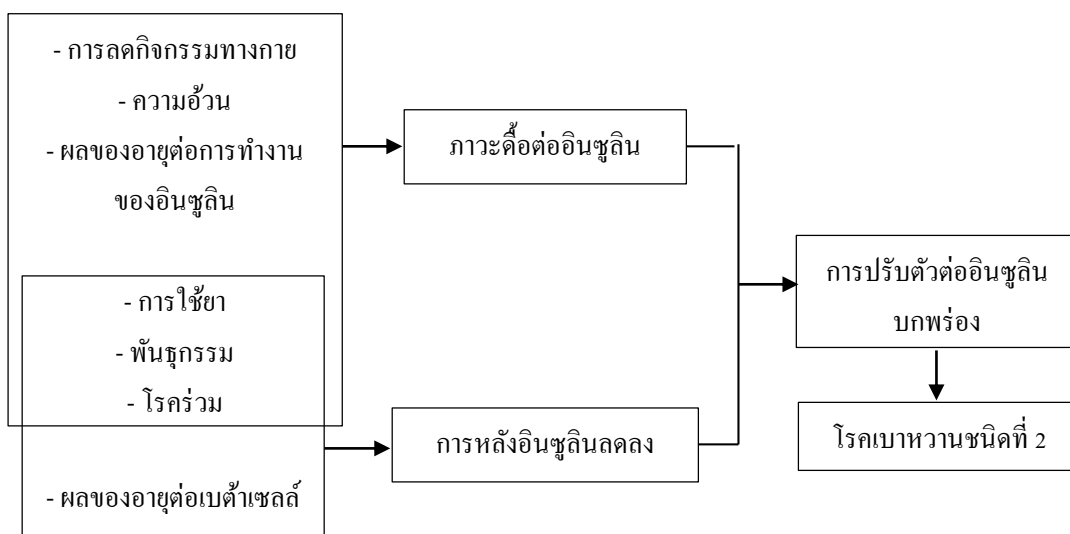 - การลดกิจกรรมทางกาย
- ความอ้วน
- ผลของอายุต่อการทำงาน
ของอินซูลิน
- การใช้ยา
- พันธุกรรม
- โรคร่วม
- ผลของอายุต่อเบต้าเซลล์
ภาวะดื้อต่ออินซูลิน
การหลังอินซูลินลดลง
การปรับตัวต่ออินซูลิน
บกพร่อง
โรคเบาหวานชนิดที่ 2